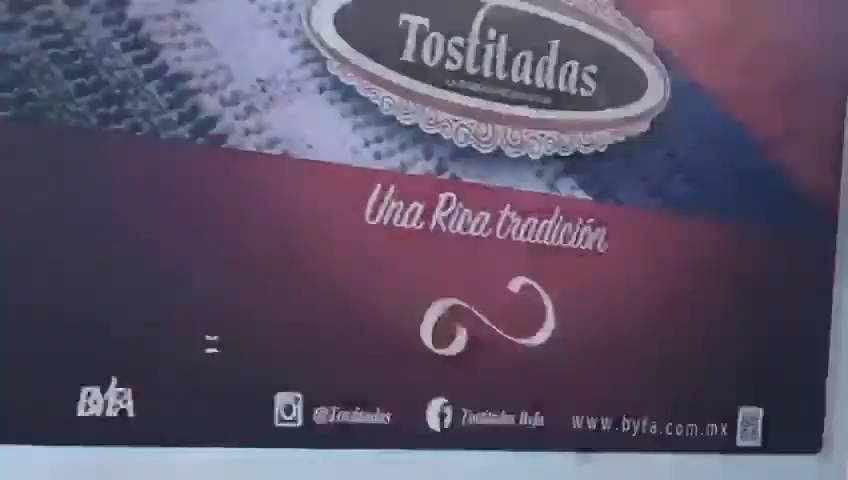 Tostitadas
Una Rica tradición
BYFA
@Tostitadas
Tostitadas Byfa
www.byfa.com.mx